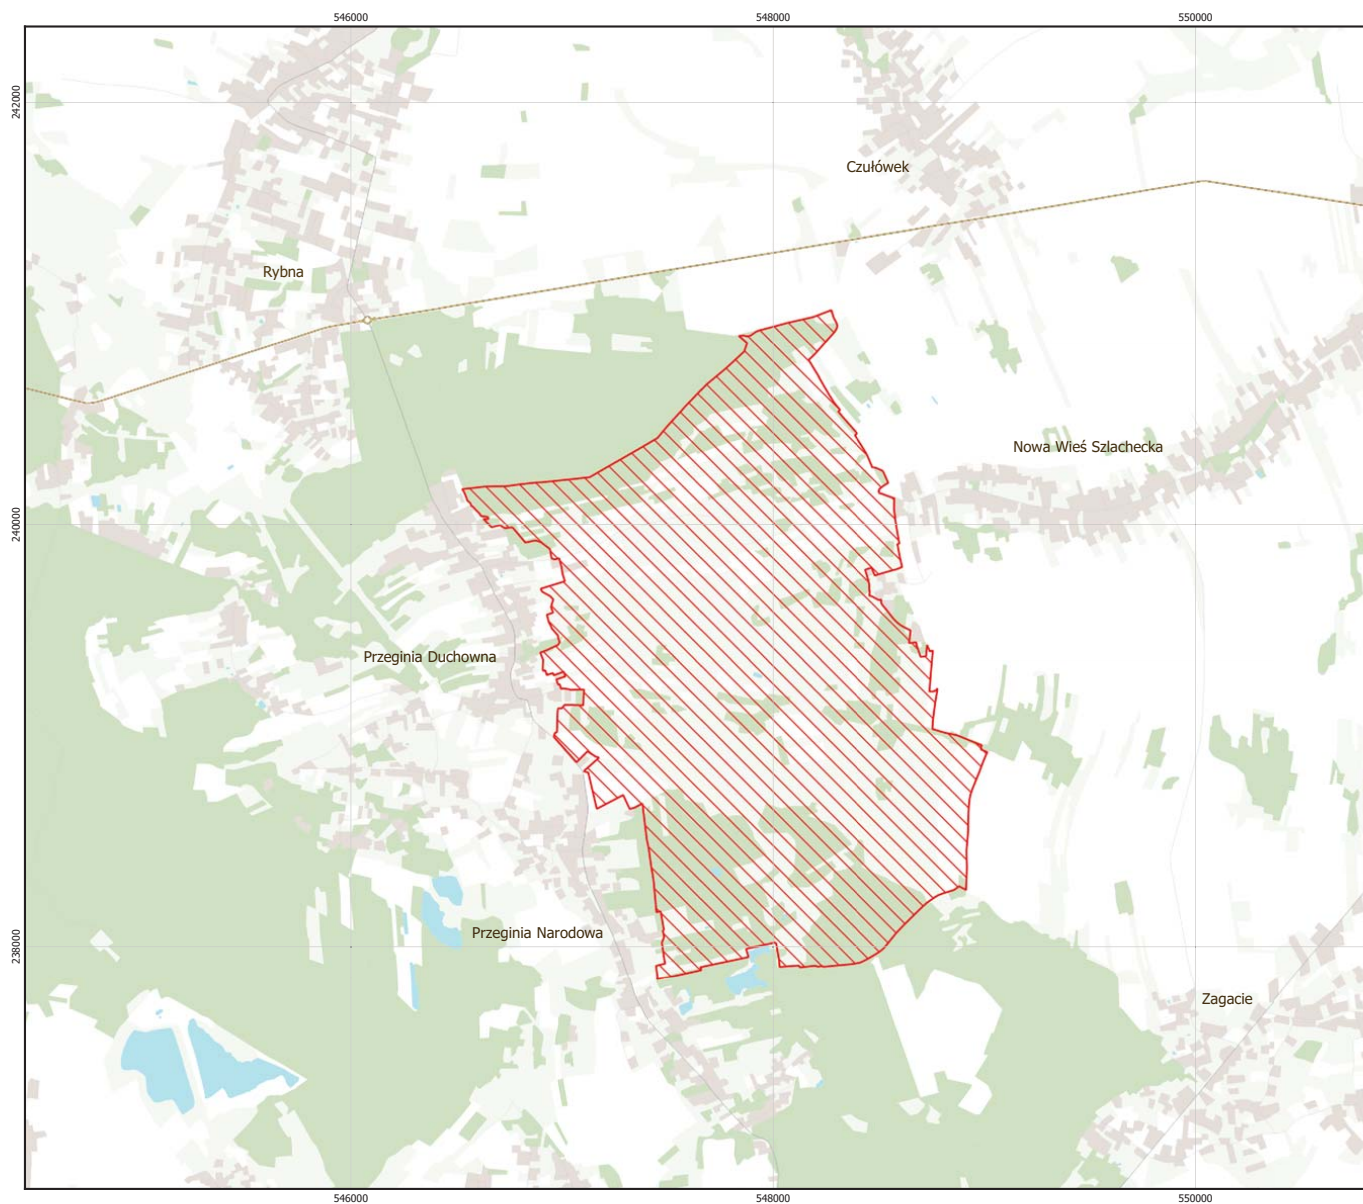 546000
548000
550000
242000
Czułówek
Rybna
Nowa Wieś Szlachecka
240000
Przeginia Duchowna
Przeginia Narodowa
238000
Zagacie
546000
548000
550000